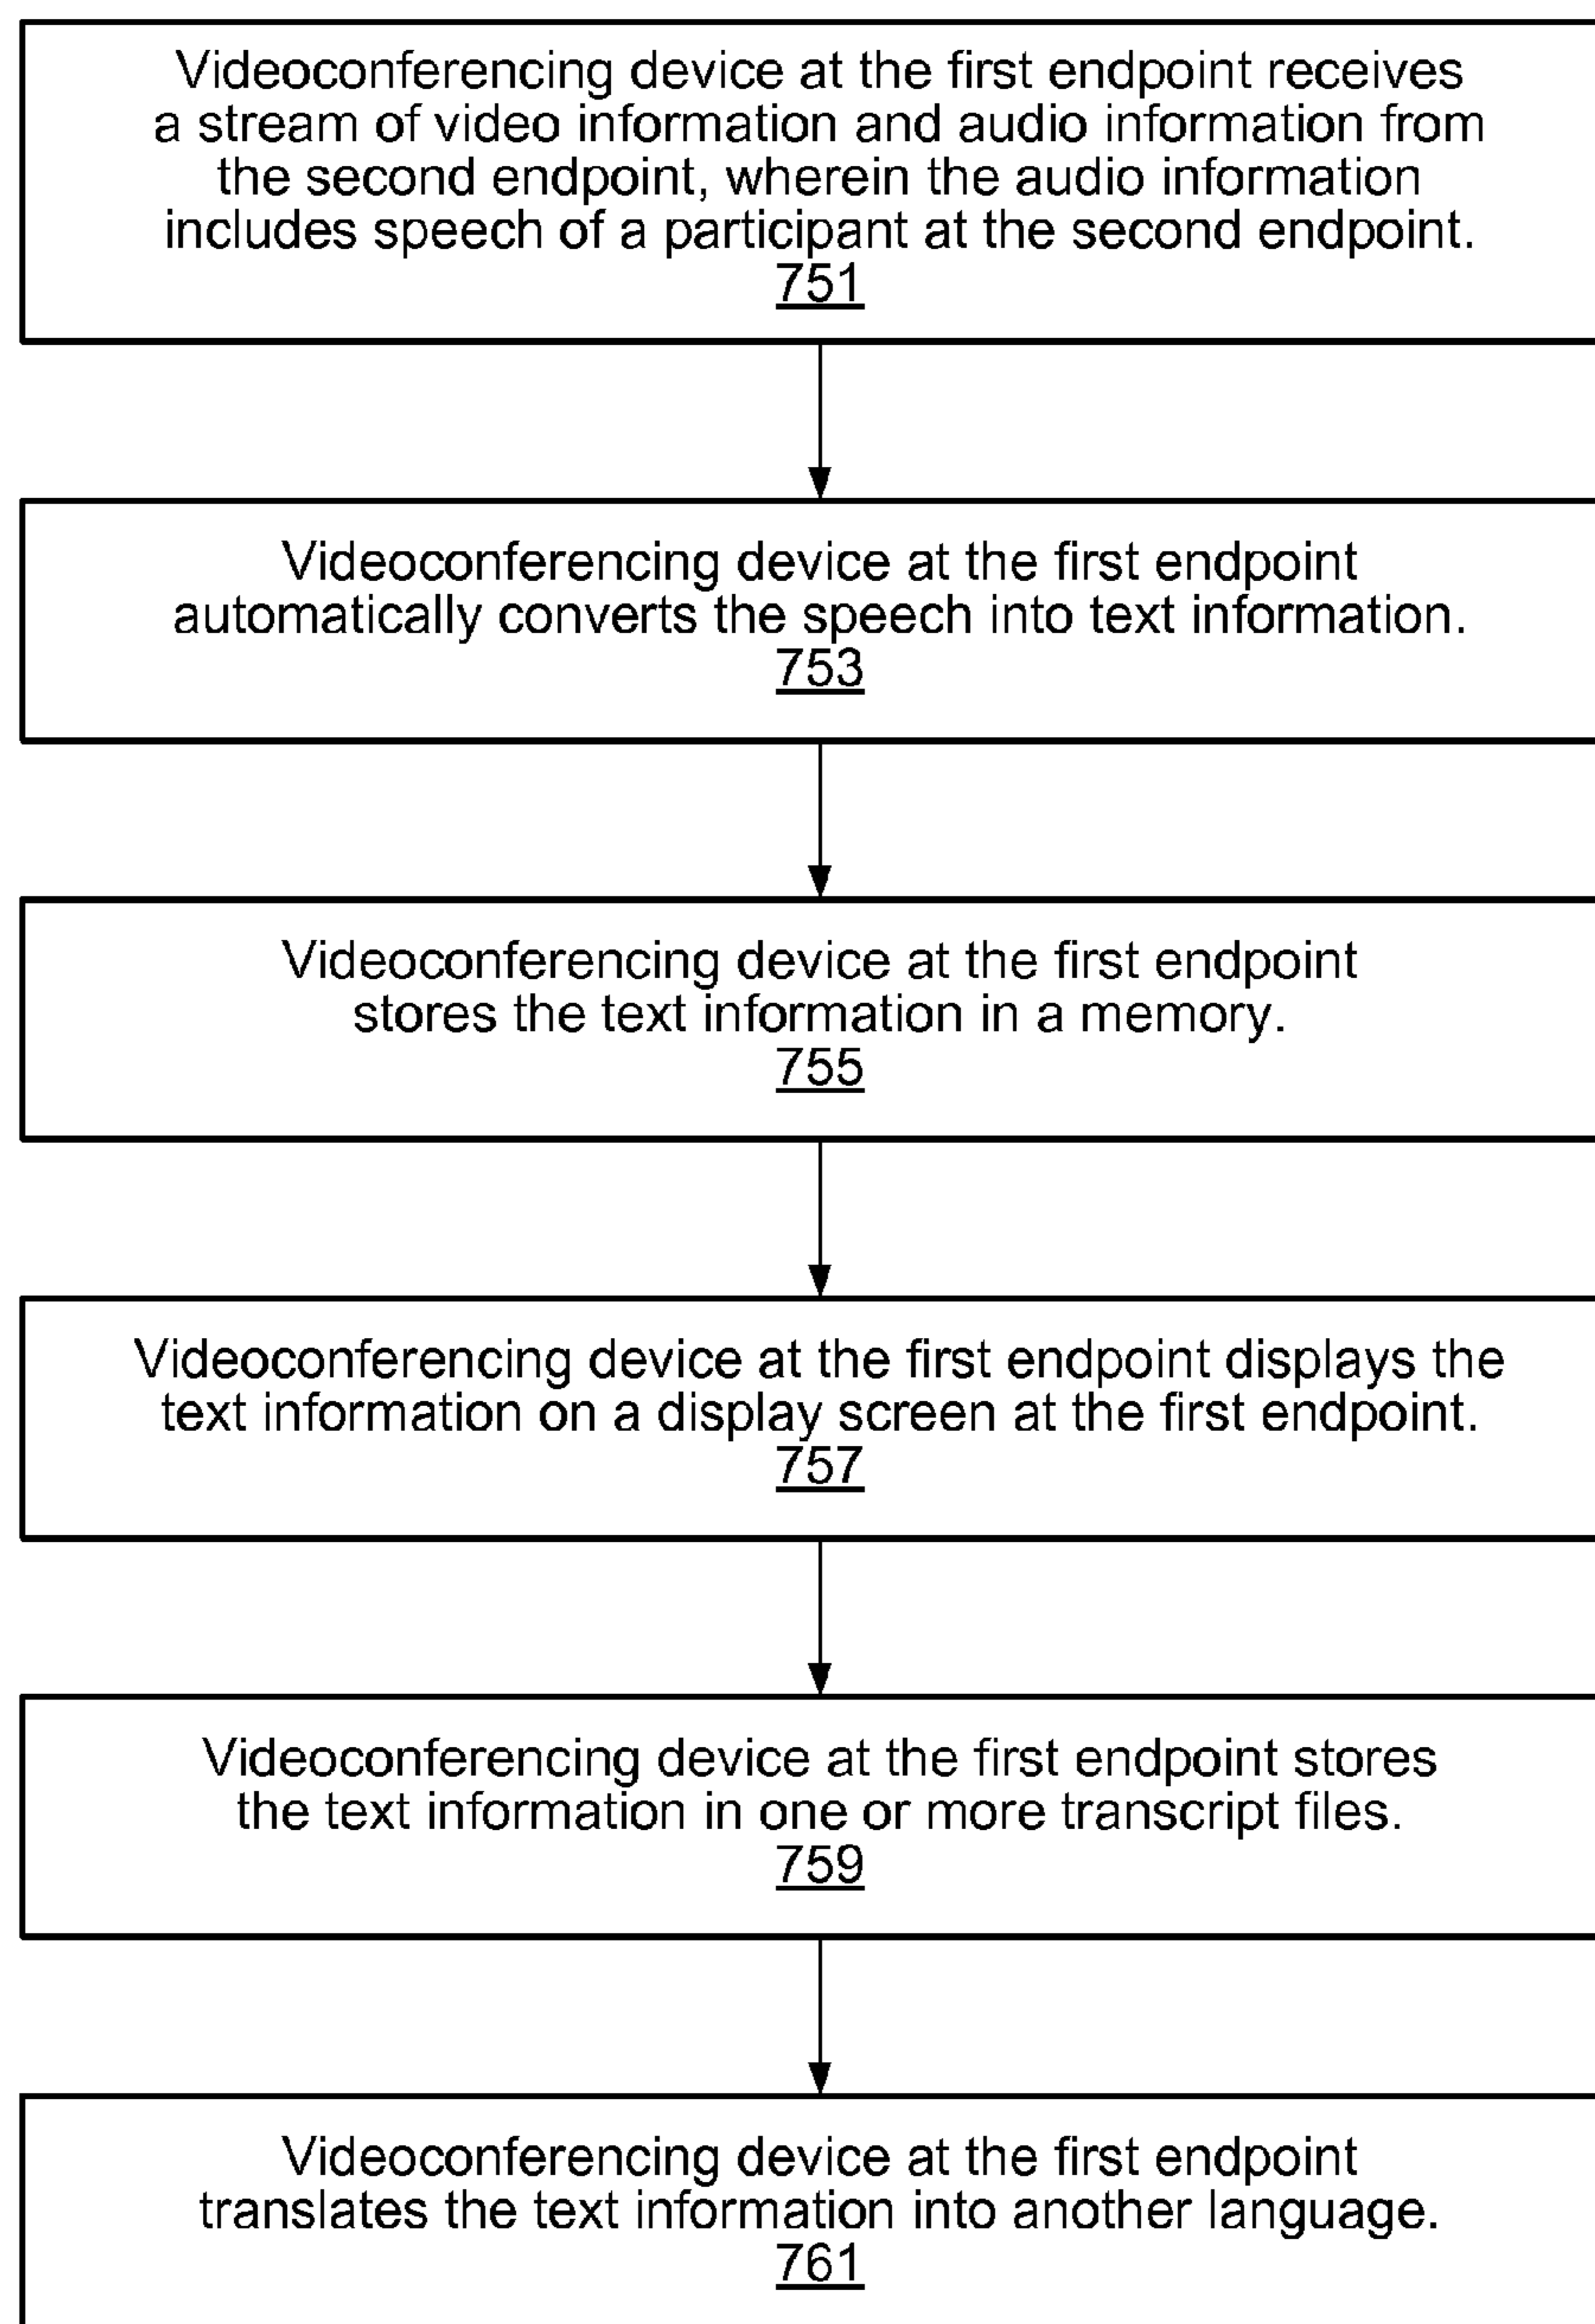 Videoconferencing device at the first endpoint receives
a stream of video information and audio information from
the second endpoint, wherein the audio information
includes speech of a participant at the second endpoint.
751
Videoconferencing device at the first endpoint
automatically converts the speech into text information.
753
Videoconferencing device at the first endpoint
stores the text information in a memory.
755
Videoconferencing device at the first endpoint displays the
text information on a display screen at the first endpoint.
757
Videoconferencing device at the first endpoint stores
the text information in one or more transcript files.
759
Videoconferencing device at the first endpoint
translates the text information into another language.
761